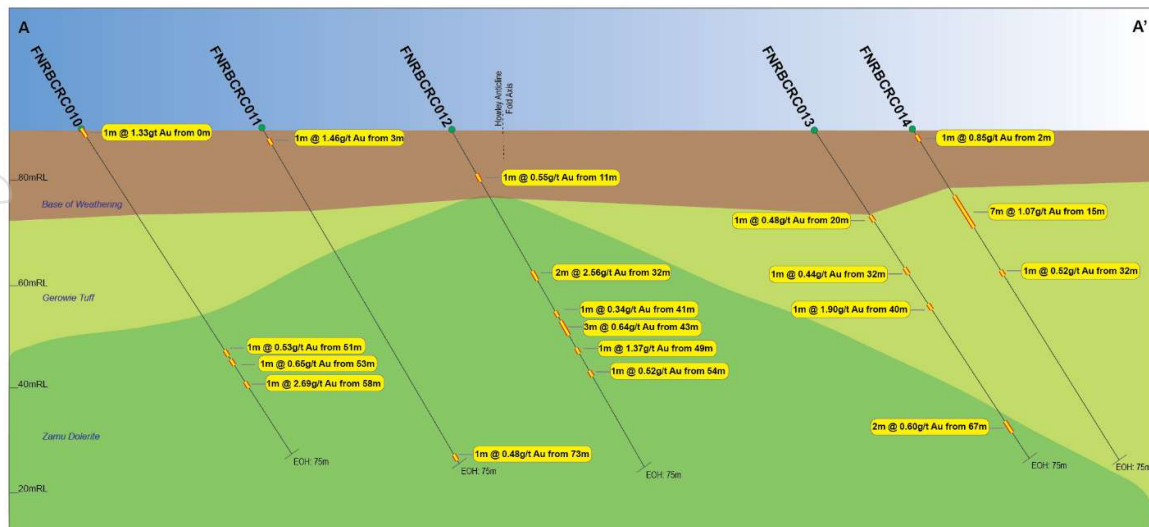 A
A'
FNRBCRC010
FNRBCRC011
FNRBCRC012
Howley Anticline
Fold Axis
FNRBCRC013
FNRBCRC014
1m @ 1.33gt Au from 0m
1m @ 1.46g/t Au from 3m
1m @ 0.85g/t Au from 2m
80mRL
1m @ 0.55g/t Au from 11m
Base of Weathering
7m @ 1.07g/t Au from 15m
1m @ 0.48g/t Au from 20m
2m @ 2.56g/t Au from 32m
1m @ 0.44g/t Au from 32m
1m @ 0.52g/t Au from 32m
60mRL
Gerowie Tuff
1m @ 0.34g/t Au from 41m
1m @ 1.90g/t Au from 40m
3m @ 0.64g/t Au from 43m
1m @ 0.53g/t Au from 51m
1m @ 1.37g/t Au from 49m
1m @ 0.65g/t Au from 53m
1m @ 0.52g/t Au from 54m
1m @ 2.69g/t Au from 58m
40mRL
2m @ 0.60g/t Au from 67m
Zamu Dolerite
1m @ 0.48g/t Au from 73m
EOH: 75m
EOH: 75m
EOH: 75m
EOH: 75m
EOH: 75m
20mRL